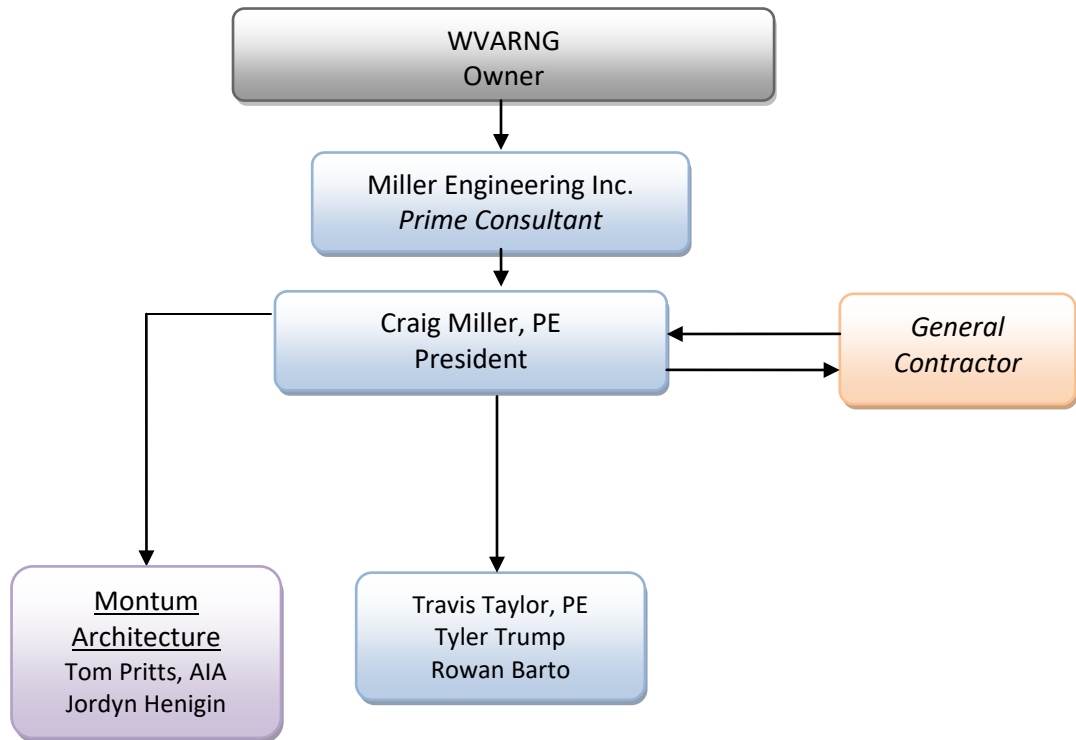 WVARNG
Owner
Miller Engineering Inc.
Prime Consultant
Craig Miller, PE
President
General
Contractor
Montum
Architecture
Tom Pritts, AIA
Jordyn Henigin
Travis Taylor, PE
Tyler Trump
Rowan Barto